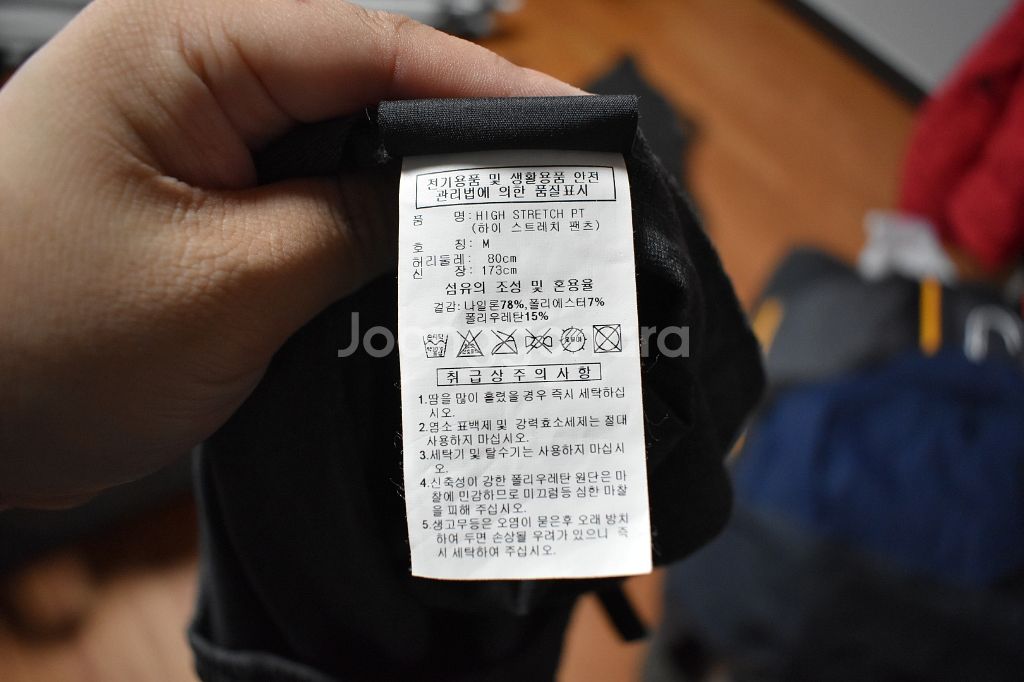 전기용품 및 생활용품 안전
관리법에 의한 품질표시
품 명:HIGH STRETCH PT
(하이 스트레치 팬츠)
호 칭: M
허리둘레: 80cm
신 장: 173cm
섬유의 조성 및 혼용율
겉감:나일론78%,폴리에스터7%
폴리우레탄15%
취급상주의사항
1.땀을 많이 흘렸을 경우 즉시 세탁하십
시오.
2.염소 표백제 및 강력효소세제는 절대
사용하지 마십시오.
3.세탁기 및 탈수기는 사용하지 마십시
오.
4.신축성이 강한 폴리우레탄 원단은 마
찰에 민감하므로 미끄럼등 심한 마찰
을 피해 주십시오.
5.생고무등은 오염이 묻은후 오래 방치
하여 두면 손상될 우려가 있으니 즉
시 세탁하여 주십시오.